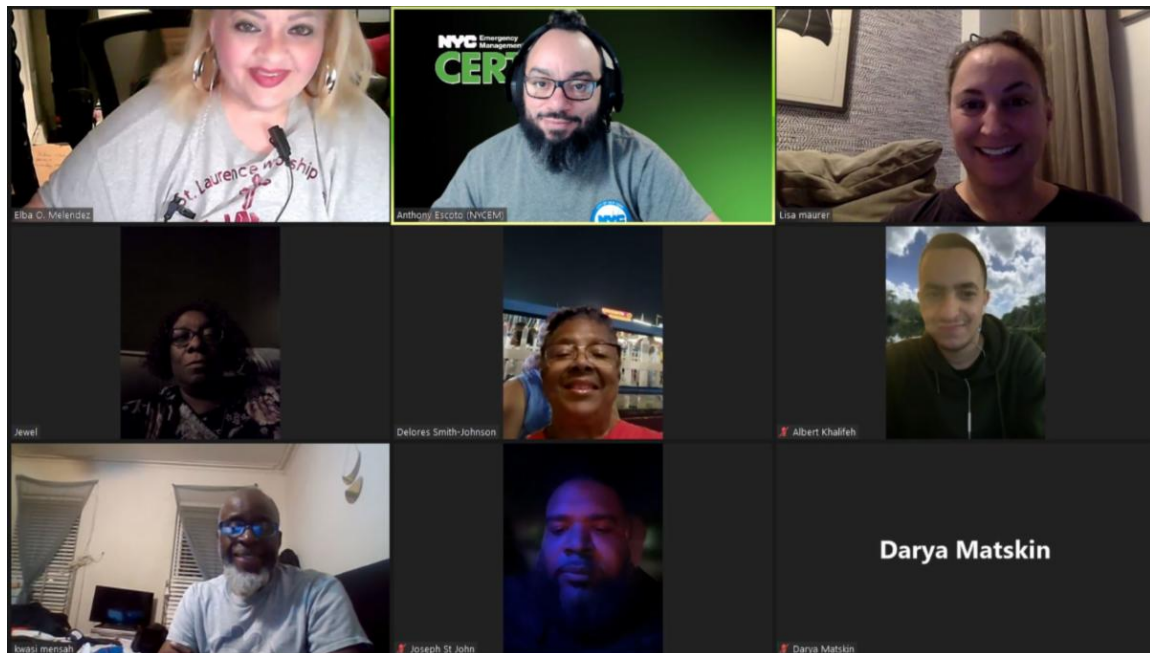 NYC Emergency
Management
CERT
St. Laurence Worship
Elba O. Melendez
NYC
Anthony Escoto (NYCEM)
Lisa maurer
Jewel
Delores Smith-Johnson
Albert Khalifeh
Darya Matskin
kwasi mensah
Joseph St John
Darya Matskin